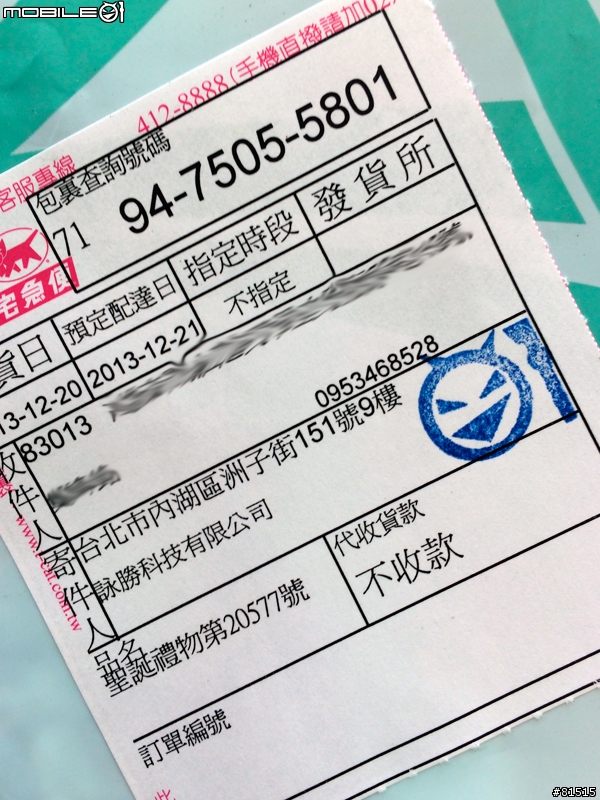 MOBILE01
412-8888(手機直撥請加02
客服專線
包裹查詢號碼
94-7505-5801
71
宅急便
貨日
預定配達日
指定時段
發貨所
13-12-20
2013-12-21
不指定
0953468528
83013
收件人
台北市內湖區洲子街151號9樓
詠勝科技有限公司
寄件人
代收貨款
不收款
品名
聖誕禮物第20577號
訂單編號
#81515